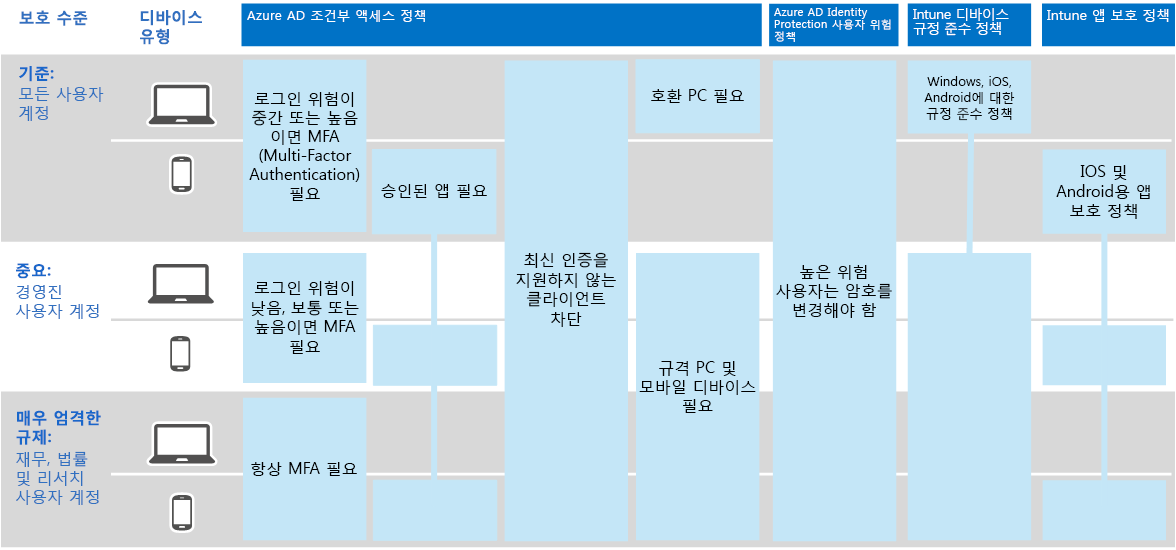 보호 수준
디바이스
유형
Azure AD 조건부 액세스 정책
Azure AD Identity
Protection 사용자 위험
정책
Intune 디바이스
규정 준수 정책
Intune 앱 보호 정책
기준:
모든 사용자
계정
로그인 위험이
중간 또는 높음
이면 MFA
(Multi-Factor
Authentication)
필요
승인된 앱 필요
최신 인증을
지원하지 않는
클라이언트
차단
호환 PC 필요
높은 위험
사용자는 암호를
변경해야 함
Windows, iOS,
Android에 대한
규정 준수 정책
IOS 및
Android용 앱
보호 정책
중요:
경영진
사용자 계정
로그인 위험이
낮음, 보통 또는
높음이면 MFA
필요
규격 PC 및
모바일 디바이스
필요
매우 엄격한
규제:
재무, 법률
및 리서치
사용자 계정
항상 MFA 필요